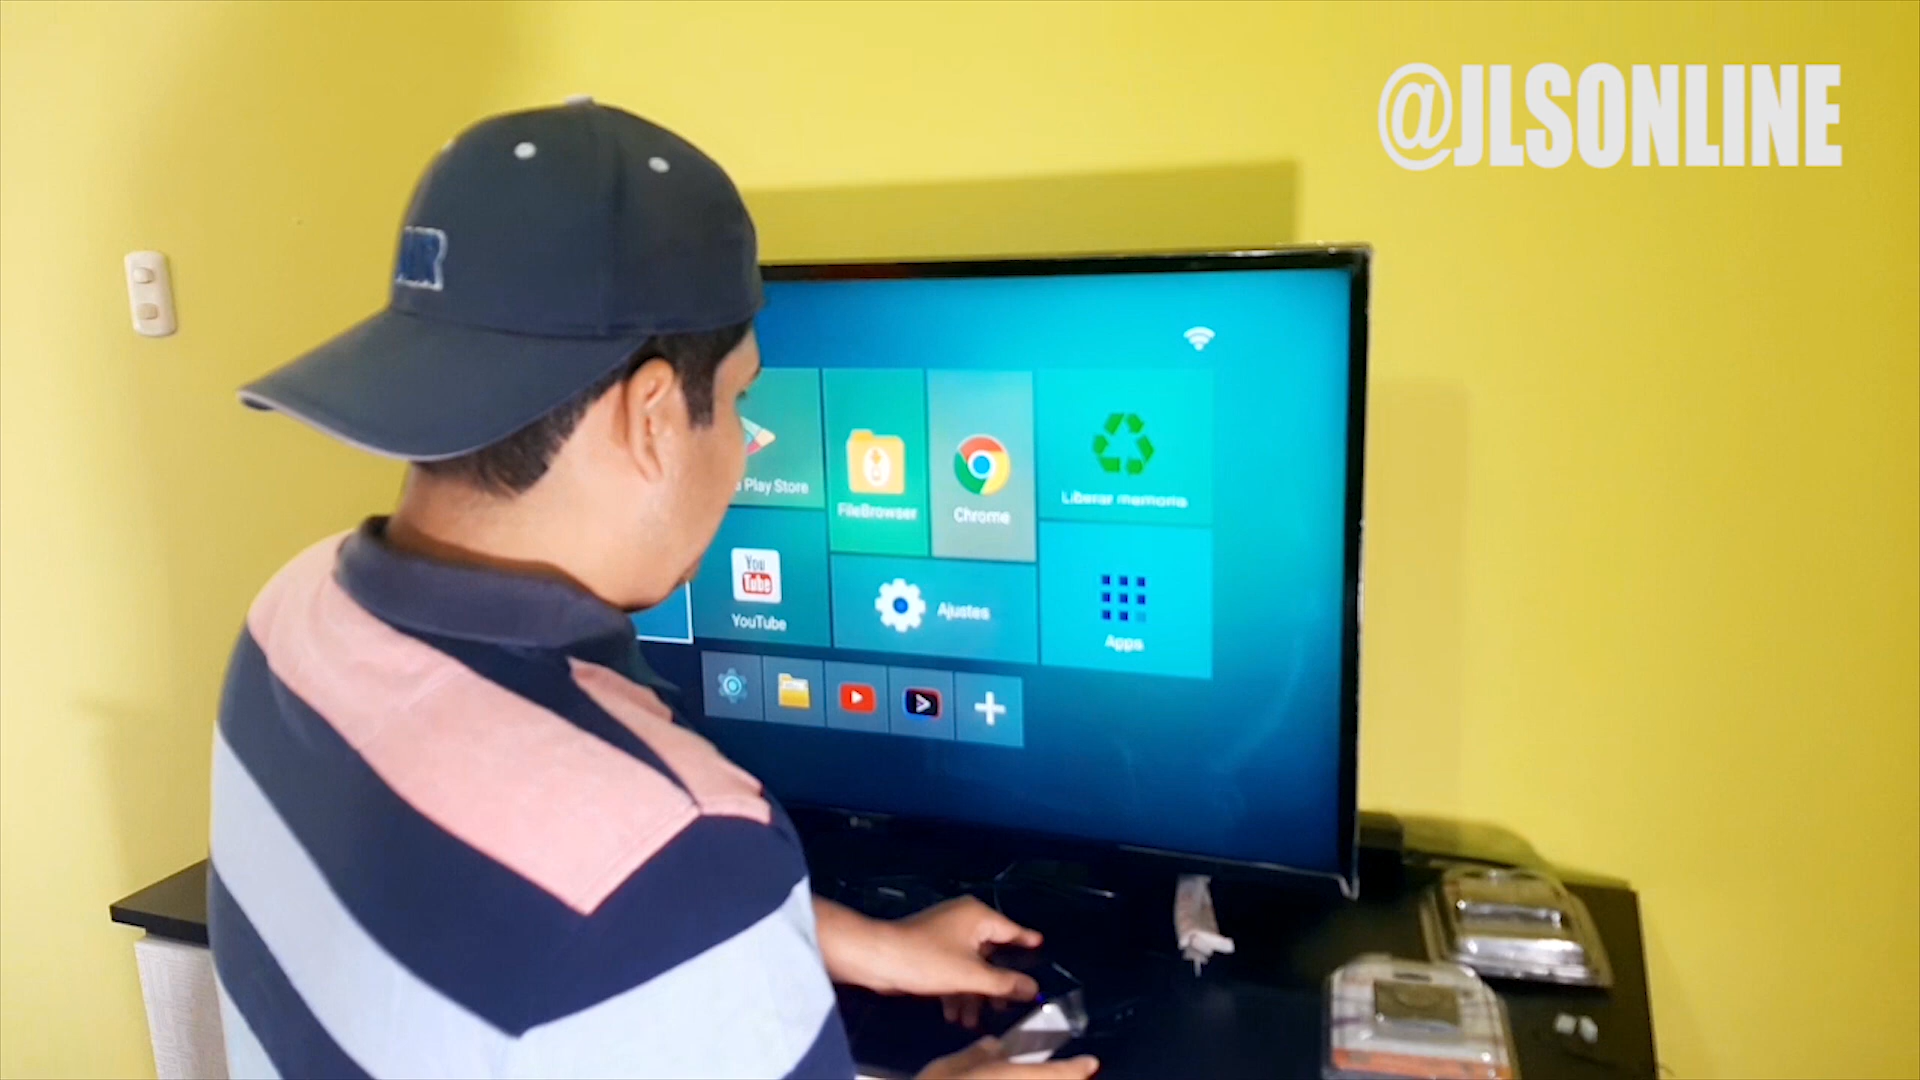 @JLSONLINE
Play Store
FileBrowser
Chrome
Liberar memoria
You
Tube
YouTube
Ajustes
Apps